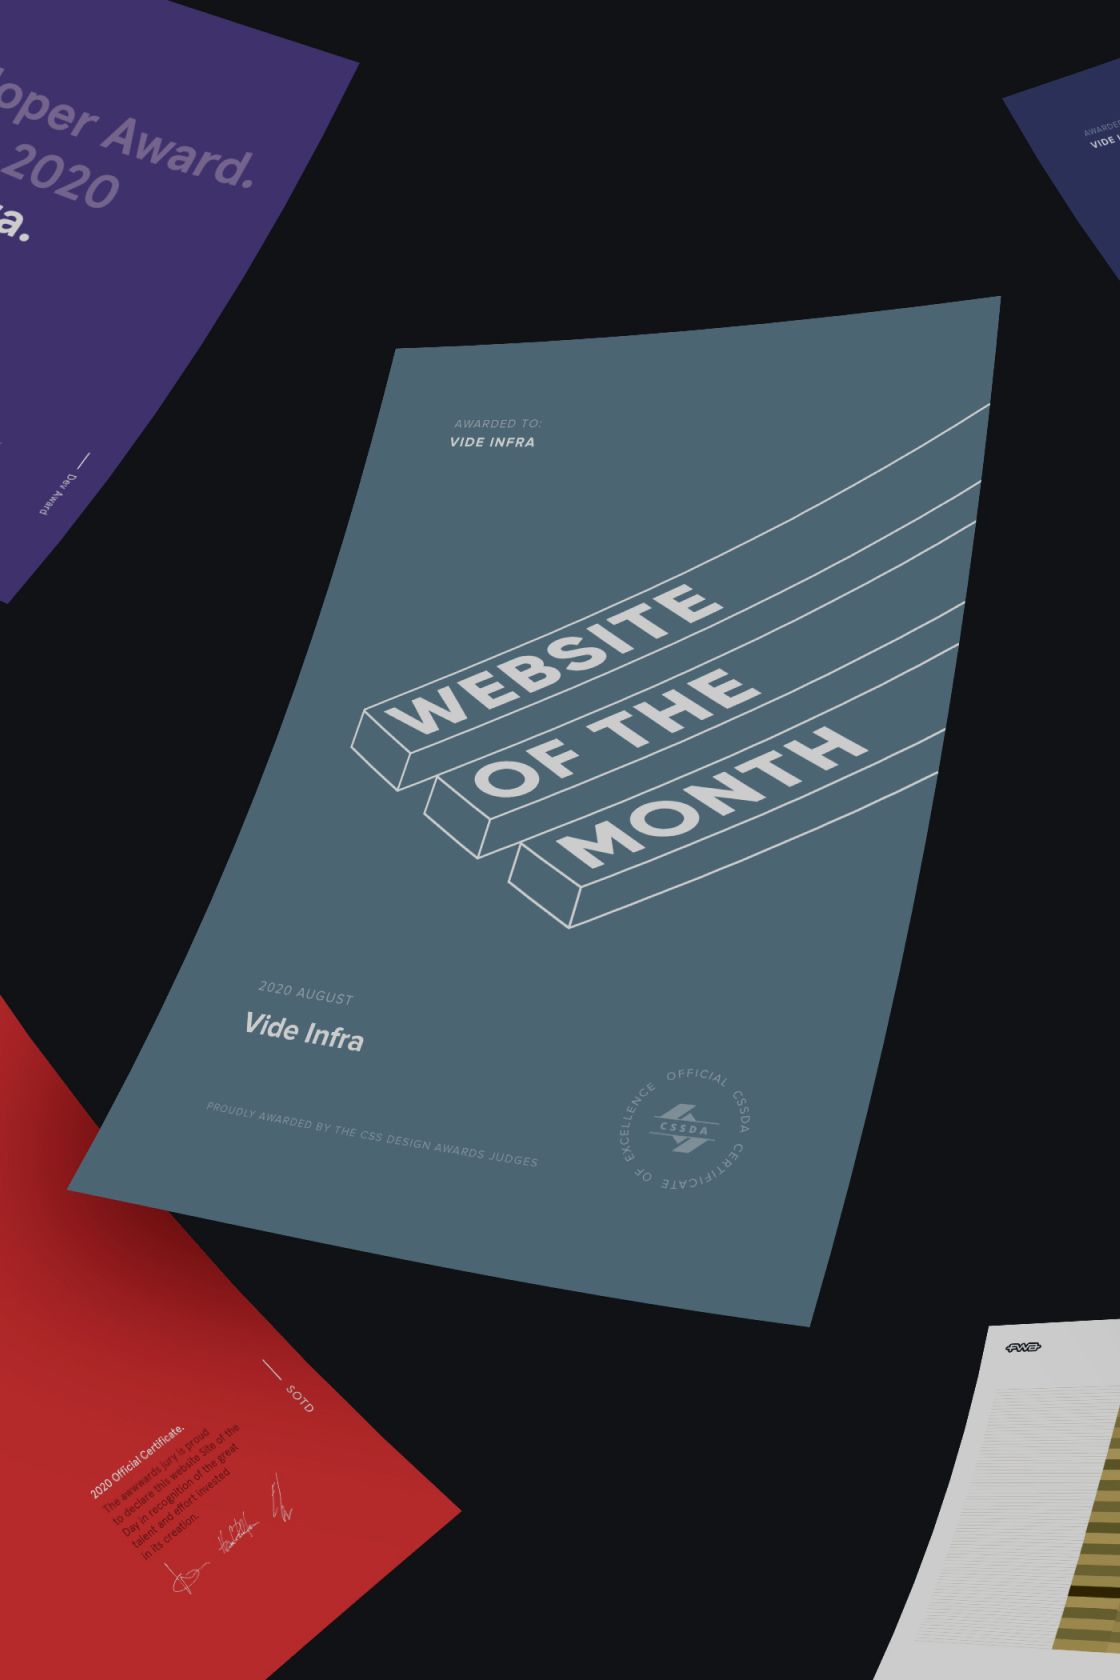 oper Award.
2020
a.
Dev Award
AWARDED
VIDE I
AWARDED TO:
VIDE INFRA
WEBSITE
OF THE
MONTH
2020 AUGUST
Vide Infra
PROUDLY AWARDED BY THE CSS DESIGN AWARDS JUDGES
OFFICIAL CSSDA CERTIFICATE OF EXCELLENCE
CSSDA
SOTD
2020 Official Certificate.
The awwwards jury is proud
to declare this website Site of the
Day in recognition of the great
talent and effort invested
in its creation.
FWA